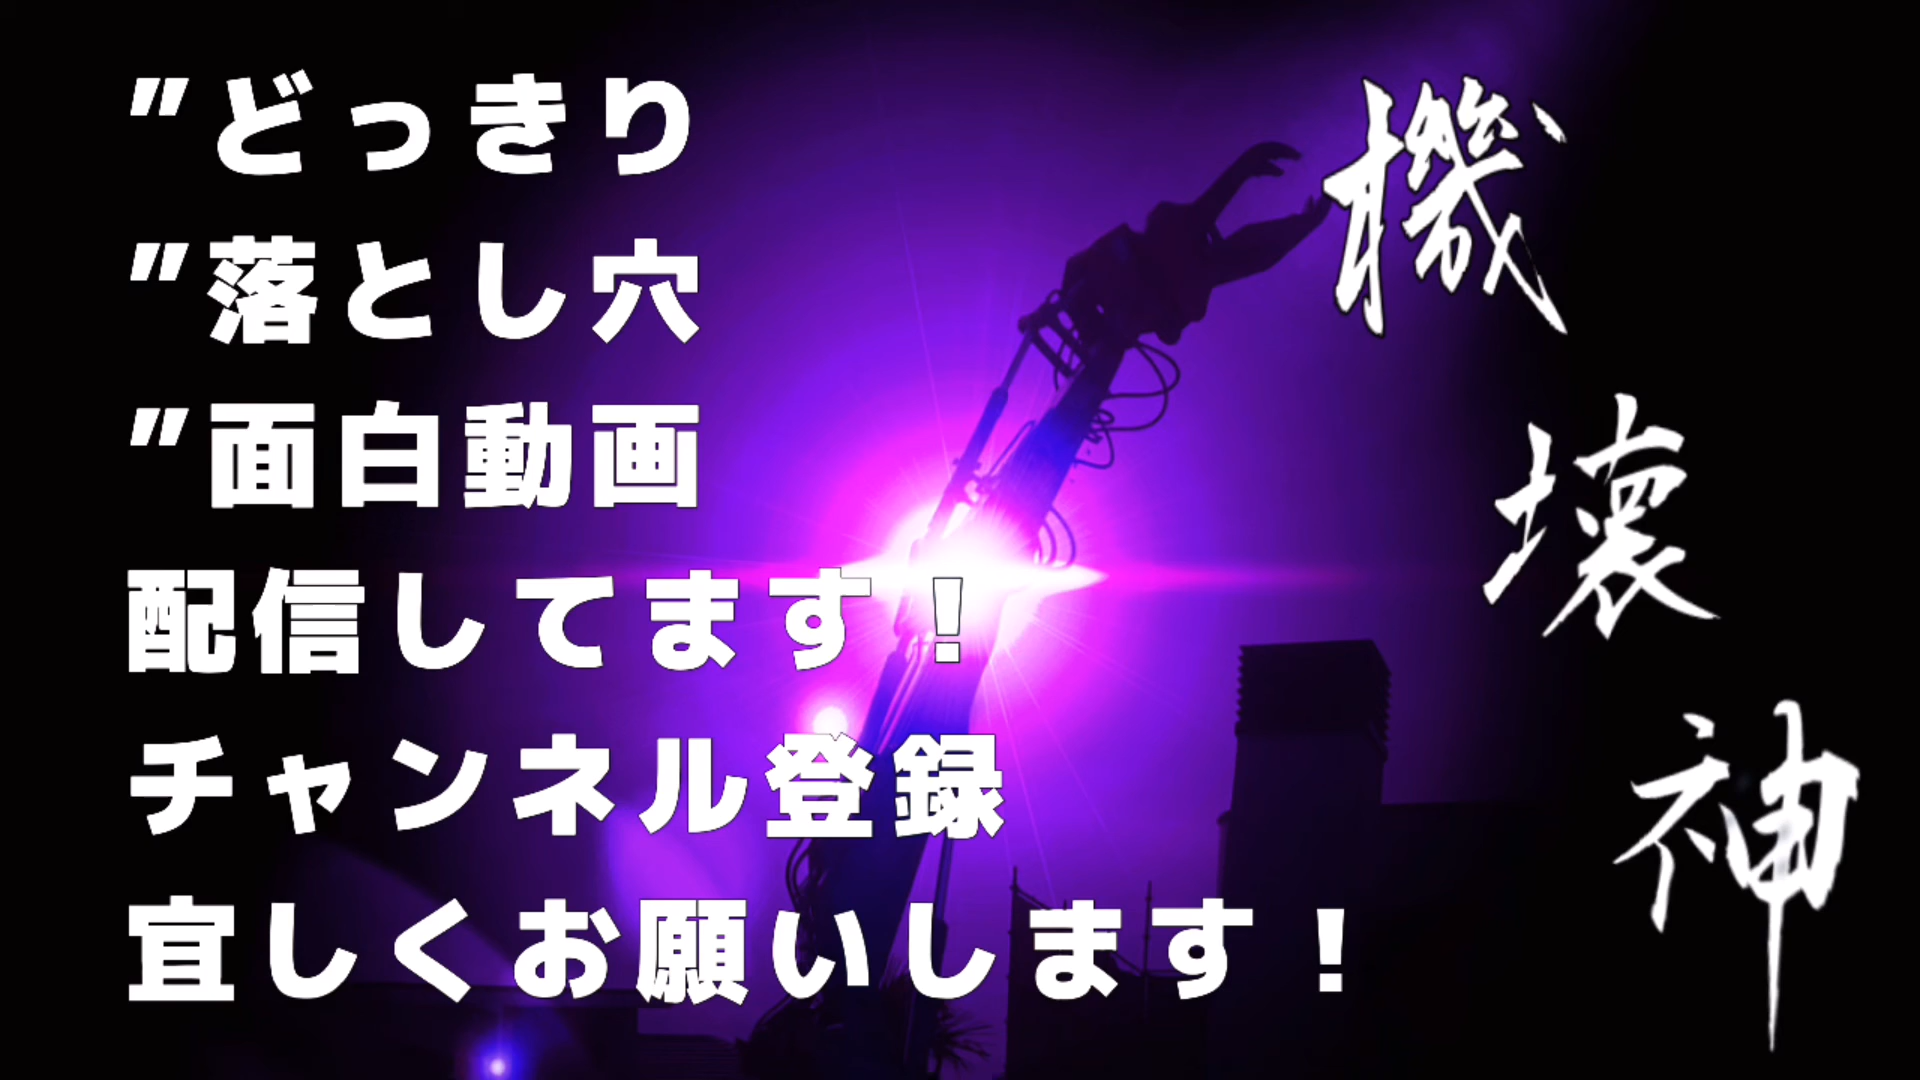 ”どっきり
”落とし穴
”面白動画
配信してます！
チャンネル登録
宜しくお願いします！
機壊神